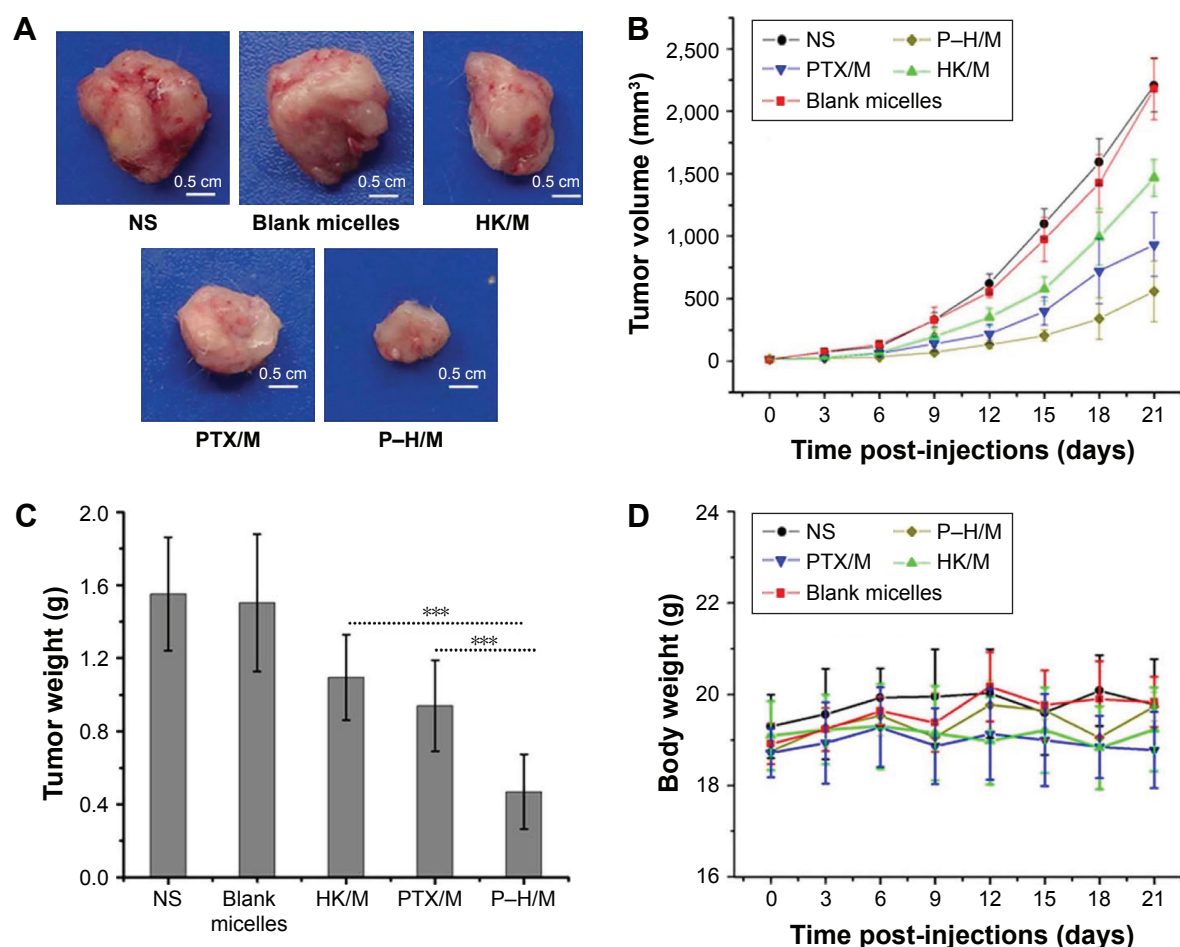 A
0.5 cm
0.5 cm
0.5 cm
NS
Blank micelles
HK/M
0.5 cm
0.5 cm
PTX/M
P–H/M
B
NS
P–H/M
PTX/M
HK/M
Blank micelles
Tumor volume (mm³)
2,500
2,000
1,500
1,000
500
0
0 3 6 9 12 15 18 21
Time post-injections (days)
C
Tumor weight (g)
2.0
1.6
1.2
0.8
0.4
0.0
***
***
NS
Blank
micelles
HK/M
PTX/M
P–H/M
D
NS
P–H/M
PTX/M
HK/M
Blank micelles
Body weight (g)
24
22
20
18
16
0 3 6 9 12 15 18 21
Time post-injections (days)